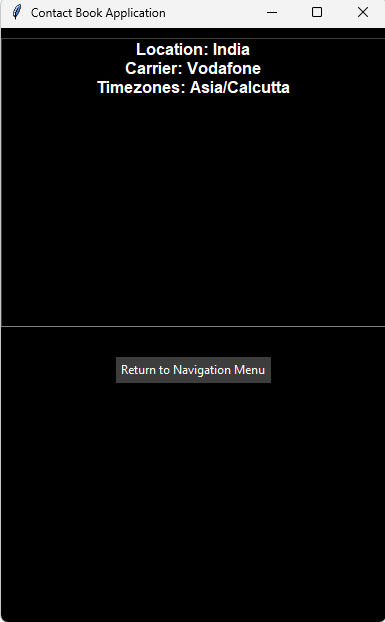 Contact Book Application
Location: India
Carrier: Vodafone
Timezones: Asia/Calcutta
Return to Navigation Menu